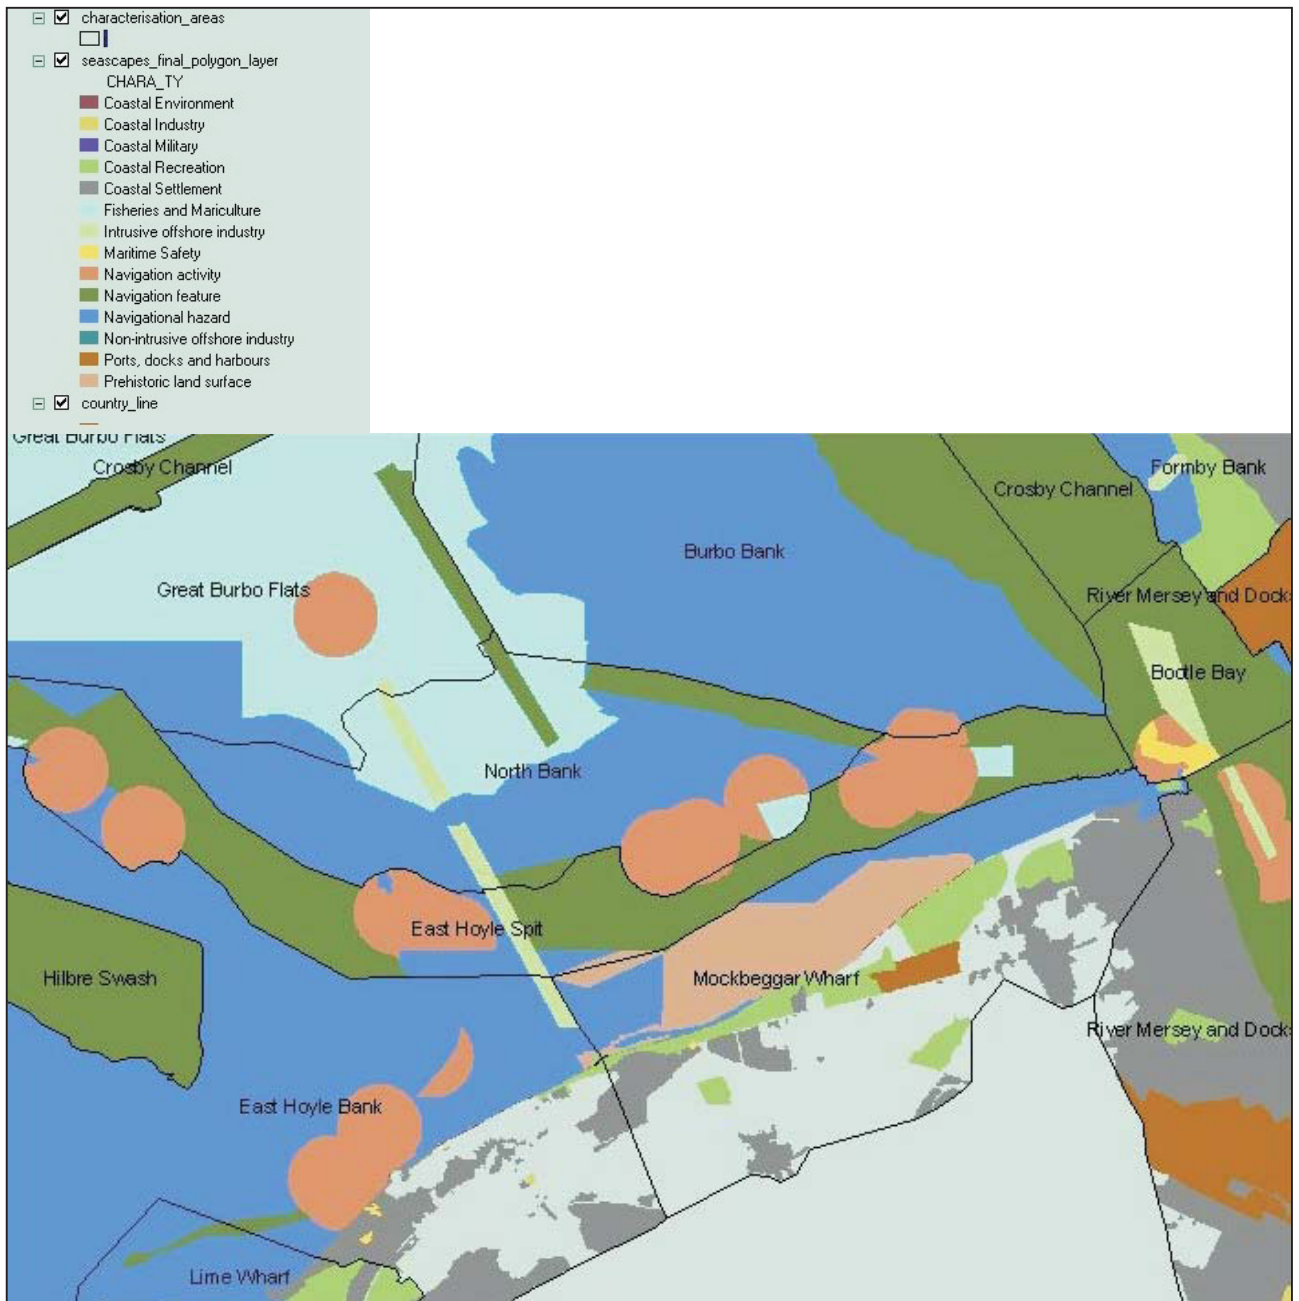 characterisation_areas
seascapes_final_polygon_layer
CHARA_TY
Coastal Environment
Coastal Industry
Coastal Military
Coastal Recreation
Coastal Settlement
Fisheries and Mariculture
Intrusive offshore industry
Maritime Safety
Navigation activity
Navigation feature
Navigational hazard
Non-intrusive offshore industry
Ports, docks and harbours
Prehistoric land surface
country_line
Great Burbo Flats
Crosby Channel
Formby Bank
Crosby Channel
Burbo Bank
Great Burbo Flats
River Mersey and Dock
Bootle Bay
North Bank
East Hoyle Spit
Hilbre Swash
Mockbeggar Wharf
River Mersey and Dock
East Hoyle Bank
Lime Wharf